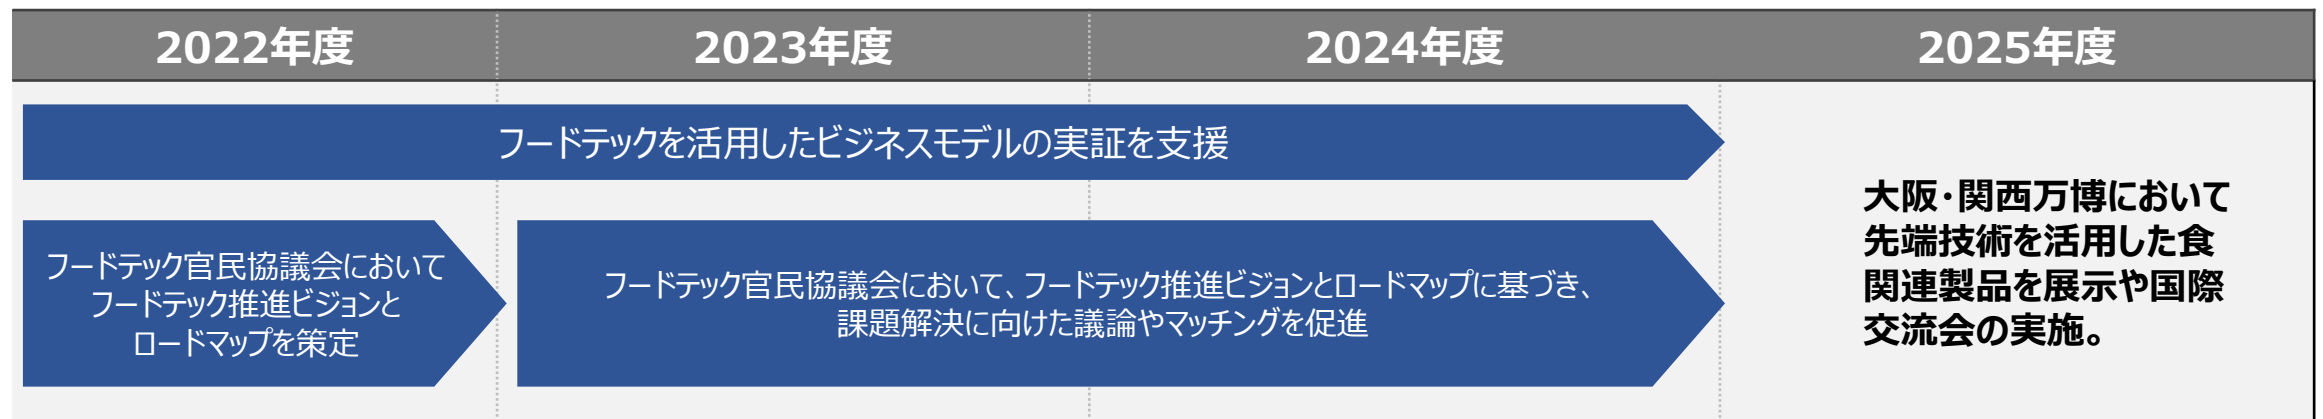 2022年度
2023年度
2024年度
2025年度
フードテックを活用したビジネスモデルの実証を支援
フードテック官民協議会において
フードテック推進ビジョンと
ロードマップを策定
フードテック官民協議会において、フードテック推進ビジョンとロードマップに基づき、
課題解決に向けた議論やマッチングを促進
大阪・関西万博において
先端技術を活用した食
関連製品を展示や国際
交流会の実施。